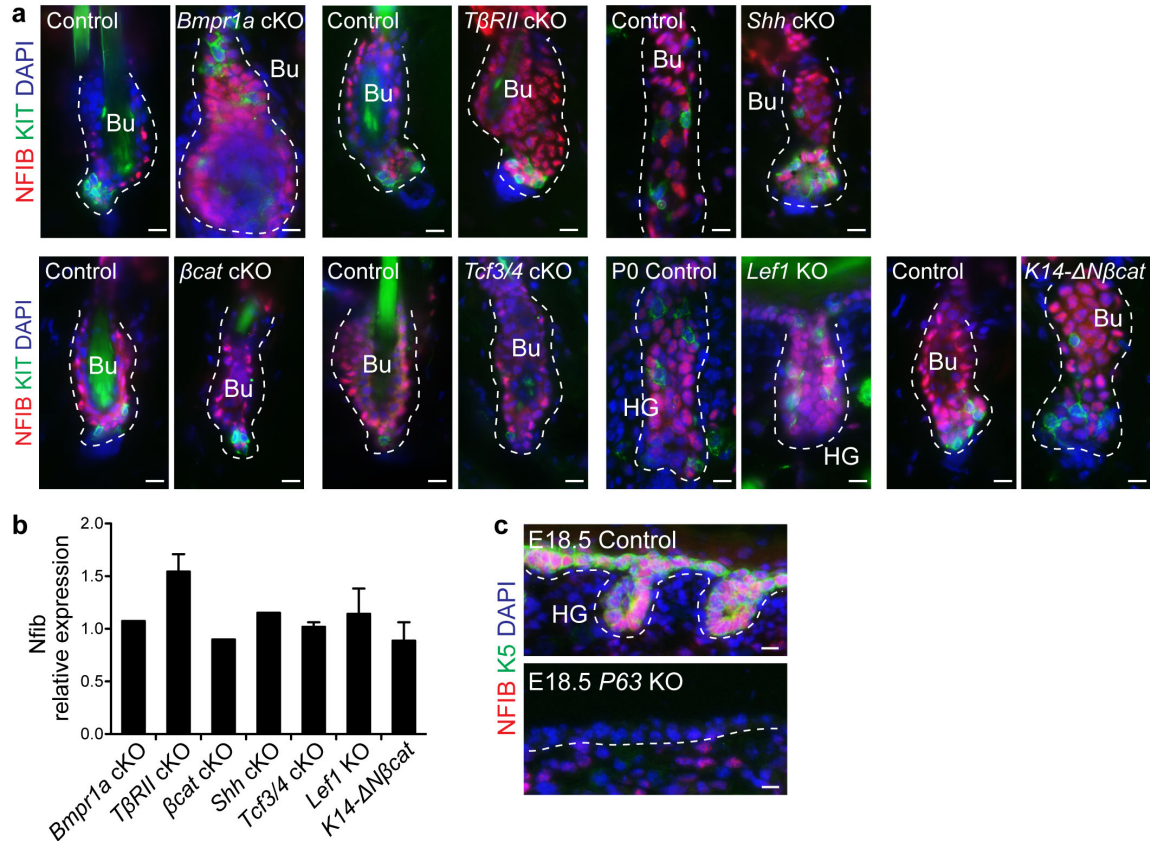 a
Control
Bmpr1a cKO
Control
TβRII cKO
Control
Shh cKO
NFIB KIT DAPI
Bu
Bu
Bu
Bu
Bu
Bu
Control
βcat cKO
Control
Tcf3/4 cKO
P0 Control
Lef1 KO
Control
K14-ΔNβcat
NFIB KIT DAPI
Bu
Bu
Bu
Bu
HG
HG
Bu
Bu
b
Nfib
relative expression
2.0
1.5
1.0
0.5
0.0
Bmpr1a cKO
TβRII cKO
βcat cKO
Shh cKO
Tcf3/4 cKO
Lef1 KO
K14-ΔNβcat
c
NFIB K5 DAPI
E18.5 Control
HG
E18.5 P63 KO